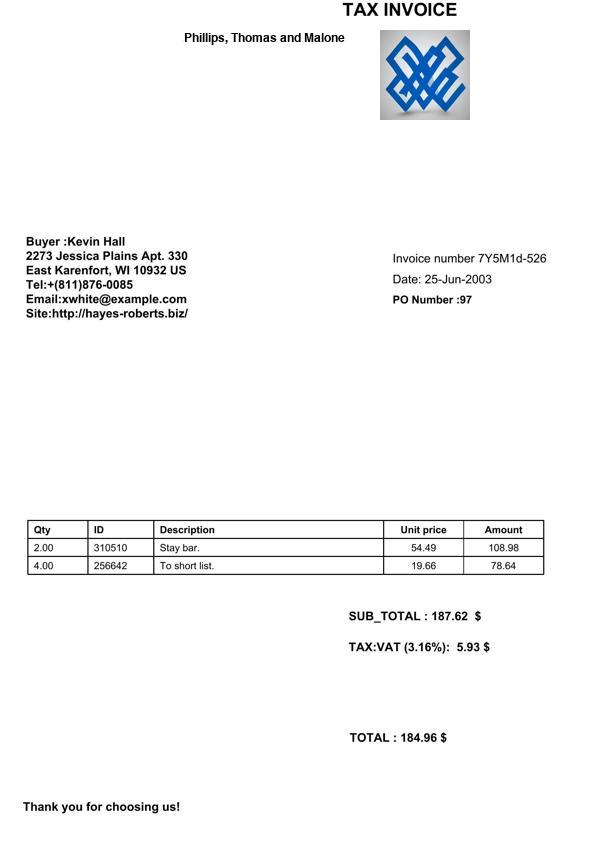 TAX INVOICE
Phillips, Thomas and Malone
Buyer :Kevin Hall
2273 Jessica Plains Apt. 330
East Karenfort, WI 10932 US
Tel:+(811)876-0085
Email:xwhite@example.com
Site:http://hayes-roberts.biz/
Invoice number 7Y5M1d-526
Date: 25-Jun-2003
PO Number :97
Qty ID Description Unit price Amount
2.00 310510 Stay bar. 54.49 108.98
4.00 256642 To short list. 19.66 78.64
SUB_TOTAL : 187.62 $
TAX:VAT (3.16%): 5.93 $
TOTAL : 184.96 $
Thank you for choosing us!